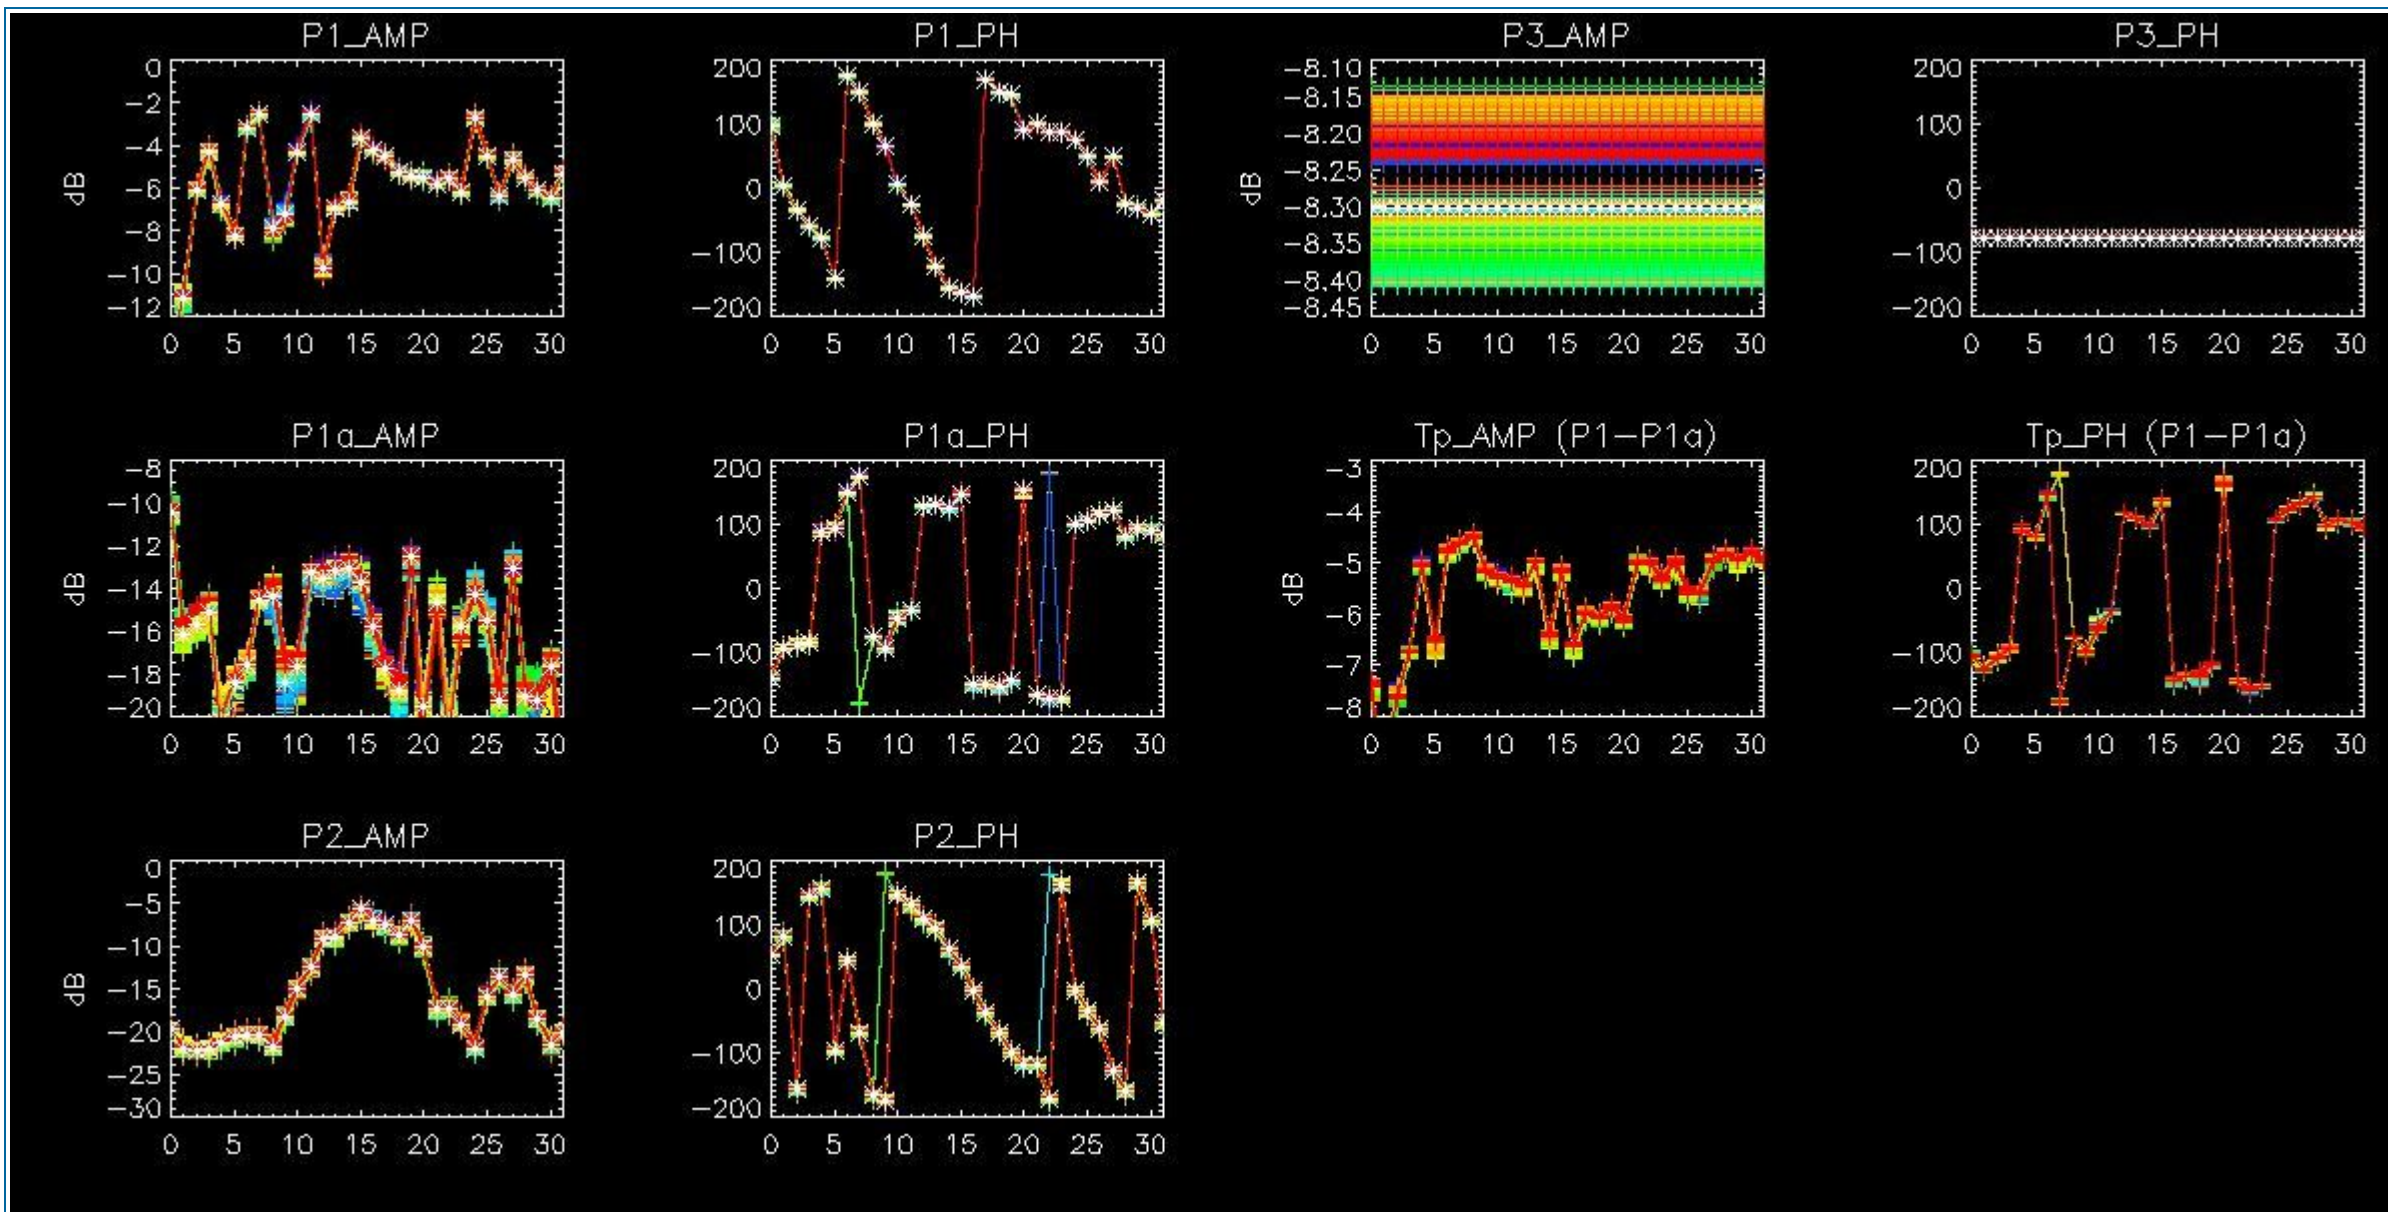 P1_AMP
0
−2
−4
−6
−8
−10
−12
dB
0 5 10 15 20 25 30
P1_PH
200
100
0
−100
−200
0 5 10 15 20 25 30
P3_AMP
−8.10
−8.15
−8.20
−8.25
−8.30
−8.35
−8.40
−8.45
dB
0 5 10 15 20 25 30
P3_PH
200
100
0
−100
−200
0 5 10 15 20 25 30
P1a_AMP
−8
−10
−12
−14
−16
−18
−20
dB
0 5 10 15 20 25 30
P1a_PH
200
100
0
−100
−200
0 5 10 15 20 25 30
Tp_AMP (P1−P1a)
−3
−4
−5
−6
−7
−8
dB
0 5 10 15 20 25 30
Tp_PH (P1−P1a)
200
100
0
−100
−200
0 5 10 15 20 25 30
P2_AMP
0
−5
−10
−15
−20
−25
−30
dB
0 5 10 15 20 25 30
P2_PH
200
100
0
−100
−200
0 5 10 15 20 25 30